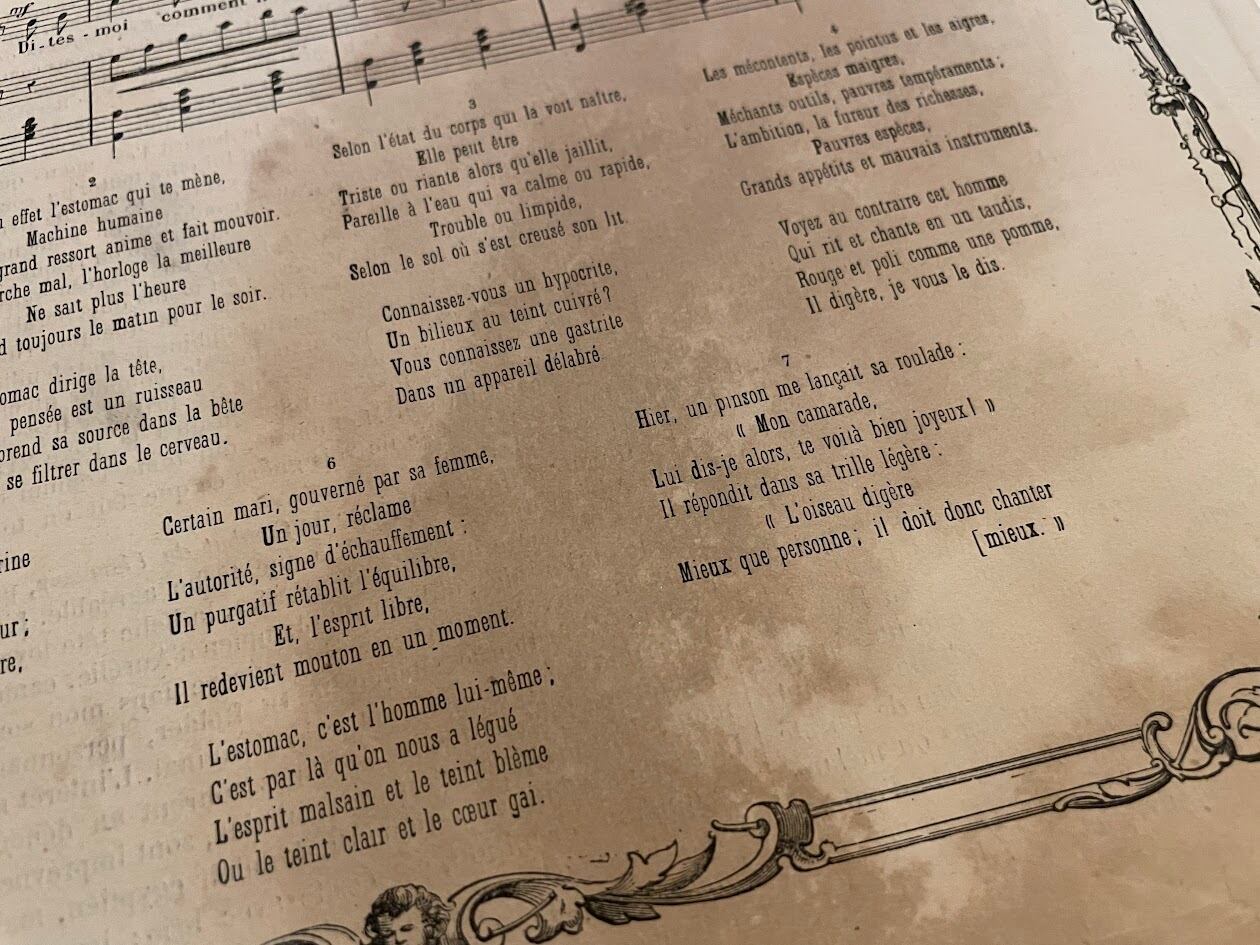 mf
Di-tes-moi comment
2
effet l'estomac qui te mène,
Machine humaine
grand ressort anime et fait mouvoir.
mal, l'horloge la meilleure
Ne sait plus l'heure
toujours le matin pour le soir.
dirige la tête,
pensée est un ruisseau
sa source dans la bête
se filtrer dans le cerveau.
3
Selon l'état du corps qui la voit naître,
Elle peut être
Triste ou riante alors qu'elle jaillit,
Pareille à l'eau qui va calme ou rapide,
Trouble ou limpide,
Selon le sol où s'est creusé son lit.
Connaissez-vous un hypocrite,
Un bilieux au teint cuivré?
Vous connaissez une gastrite
Dans un appareil délabré
4
Les mécontents, les pointus et les aigres,
Espèces maigres,
Méchants outils, pauvres tempéraments;
L'ambition, la fureur des richesses,
Pauvres espèces,
Grands appétits et mauvais instruments.
Voyez au contraire cet homme
Qui rit et chante en un taudis,
Rouge et poli comme une pomme,
Il digère, je vous le dis.
6
Certain mari, gouverné par sa femme,
Un jour, réclame
L'autorité, signe d'échauffement :
Un purgatif rétablit l'équilibre,
Et, l'esprit libre,
Il redevient mouton en un moment.
L'estomac, c'est l'homme lui-même;
C'est par là qu'on nous a légué
L'esprit malsain et le teint blême
Ou le teint clair et le cœur gai.
7
Hier, un pinson me lançait sa roulade :
« Mon camarade,
Lui dis-je alors, te voilà bien joyeux! »
Il répondit dans sa trille légère :
« L'oiseau digère
Mieux que personne; il doit donc chanter
[mieux. »